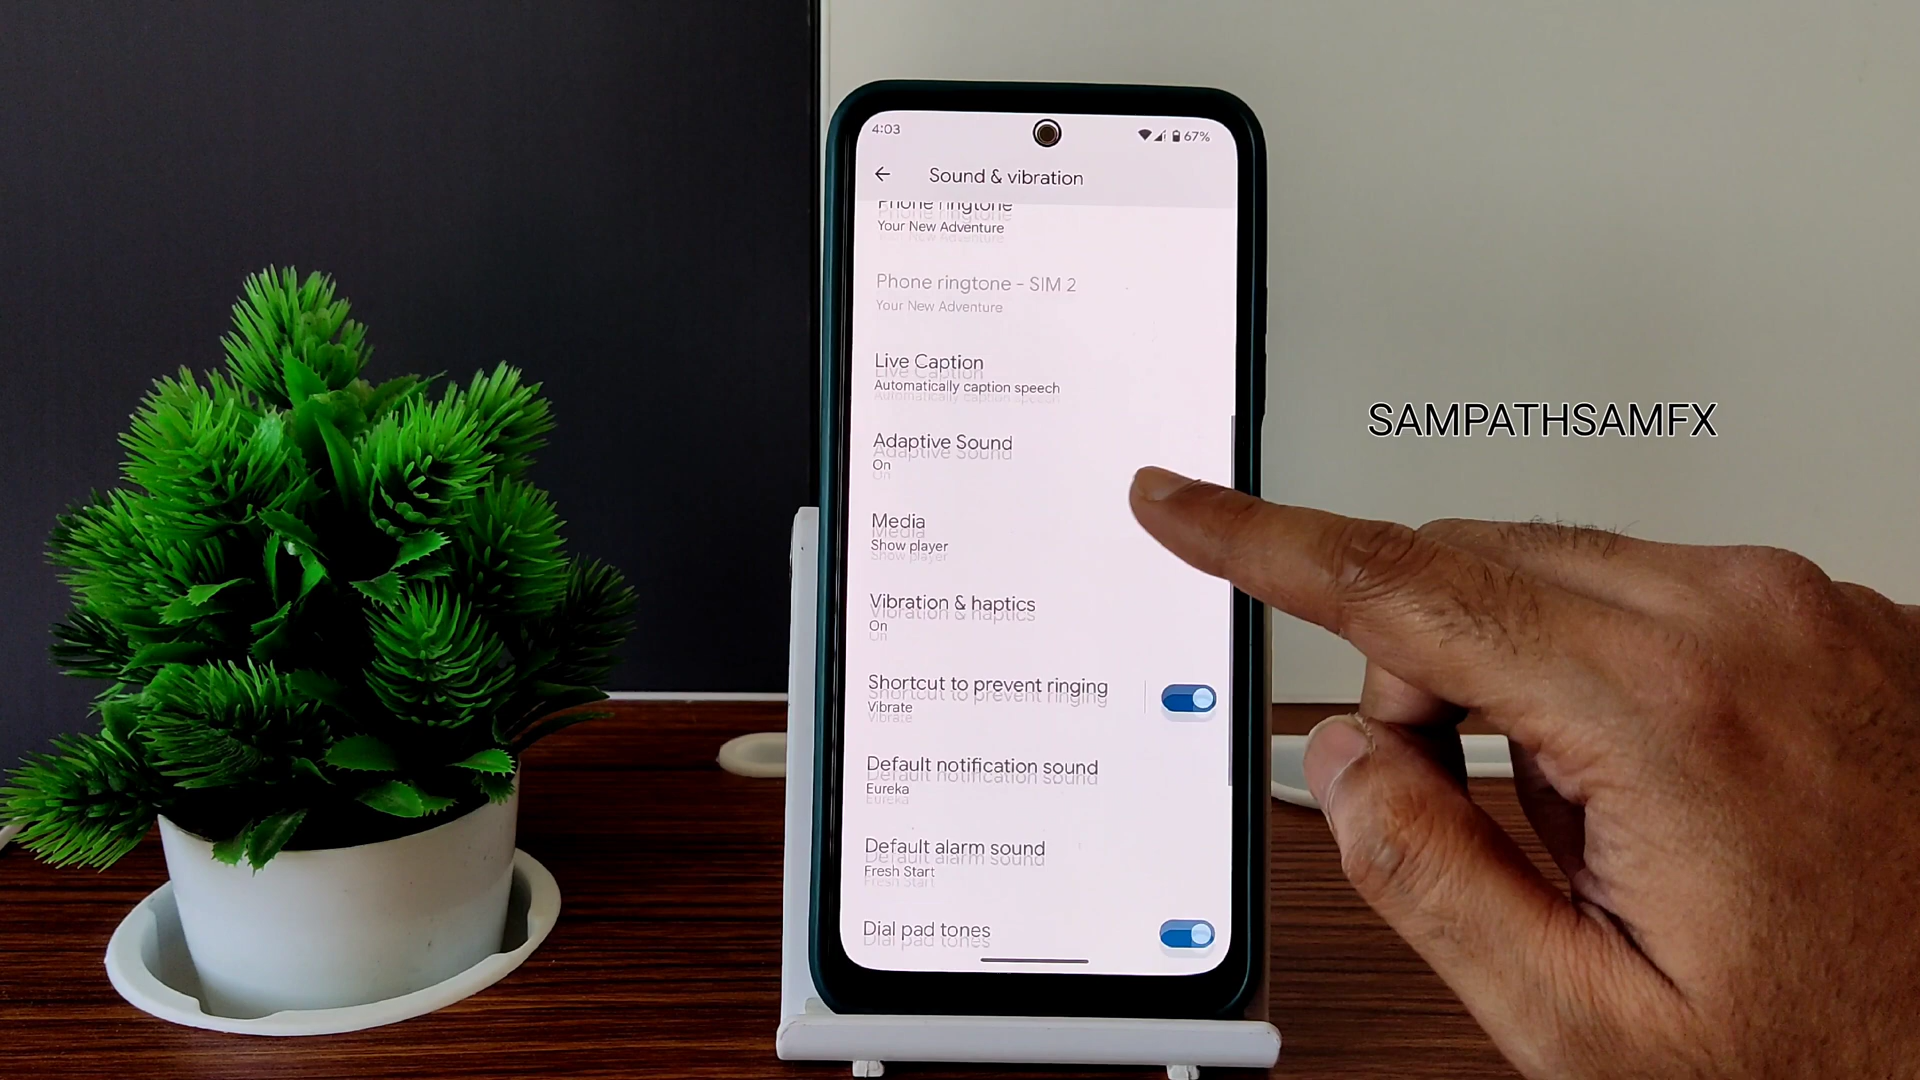 4:03
67%
Sound & vibration
Phone ringtone
Your New Adventure
Phone ringtone - SIM 2
Your New Adventure
Live Caption
Automatically caption speech
Adaptive Sound
On
Media
Show player
Vibration & haptics
On
Shortcut to prevent ringing
Vibrate
Default notification sound
Eureka
Default alarm sound
Fresh Start
Dial pad tones
SAMPATHSAMFX